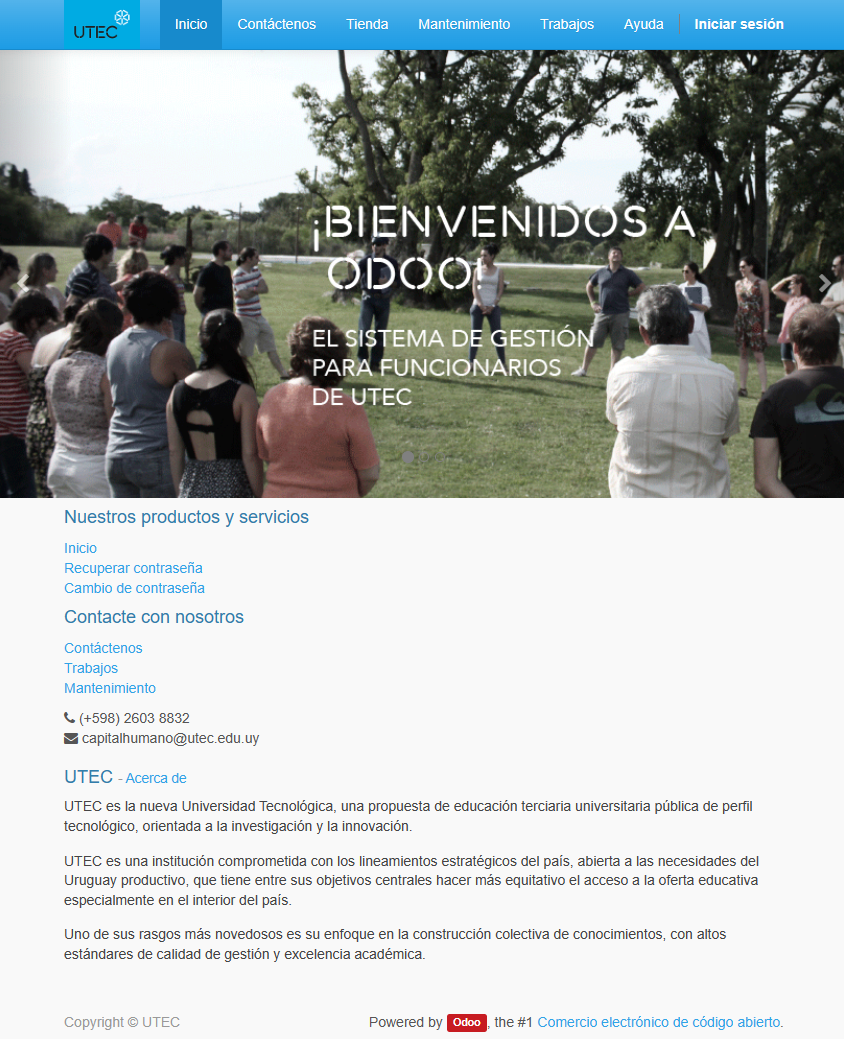 UTEC
Inicio
Contáctenos
Tienda
Mantenimiento
Trabajos
Ayuda
Iniciar sesión
¡BIENVENIDOS A
ODOO!
EL SISTEMA DE GESTIÓN
PARA FUNCIONARIOS
DE UTEC
Nuestros productos y servicios
Inicio
Recuperar contraseña
Cambio de contraseña
Contacte con nosotros
Contáctenos
Trabajos
Mantenimiento
(+598) 2603 8832
capitalhumano@utec.edu.uy
UTEC - Acerca de
UTEC es la nueva Universidad Tecnológica, una propuesta de educación terciaria universitaria pública de perfil
tecnológico, orientada a la investigación y la innovación.
UTEC es una institución comprometida con los lineamientos estratégicos del país, abierta a las necesidades del
Uruguay productivo, que tiene entre sus objetivos centrales hacer más equitativo el acceso a la oferta educativa
especialmente en el interior del país.
Uno de sus rasgos más novedosos es su enfoque en la construcción colectiva de conocimientos, con altos
estándares de calidad de gestión y excelencia académica.
Copyright © UTEC
Powered by Odoo, the #1 Comercio electrónico de código abierto.